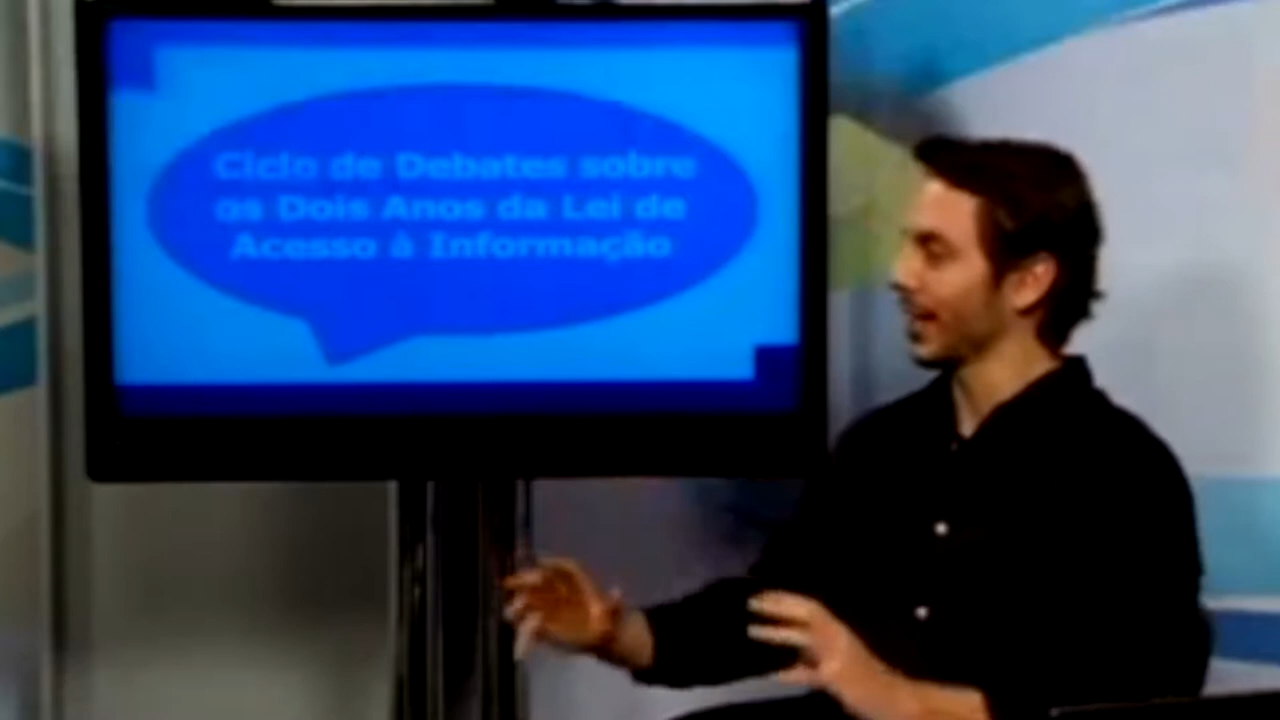 Ciclo de Debates sobre
os Dois Anos da Lei de
Acesso à Informação